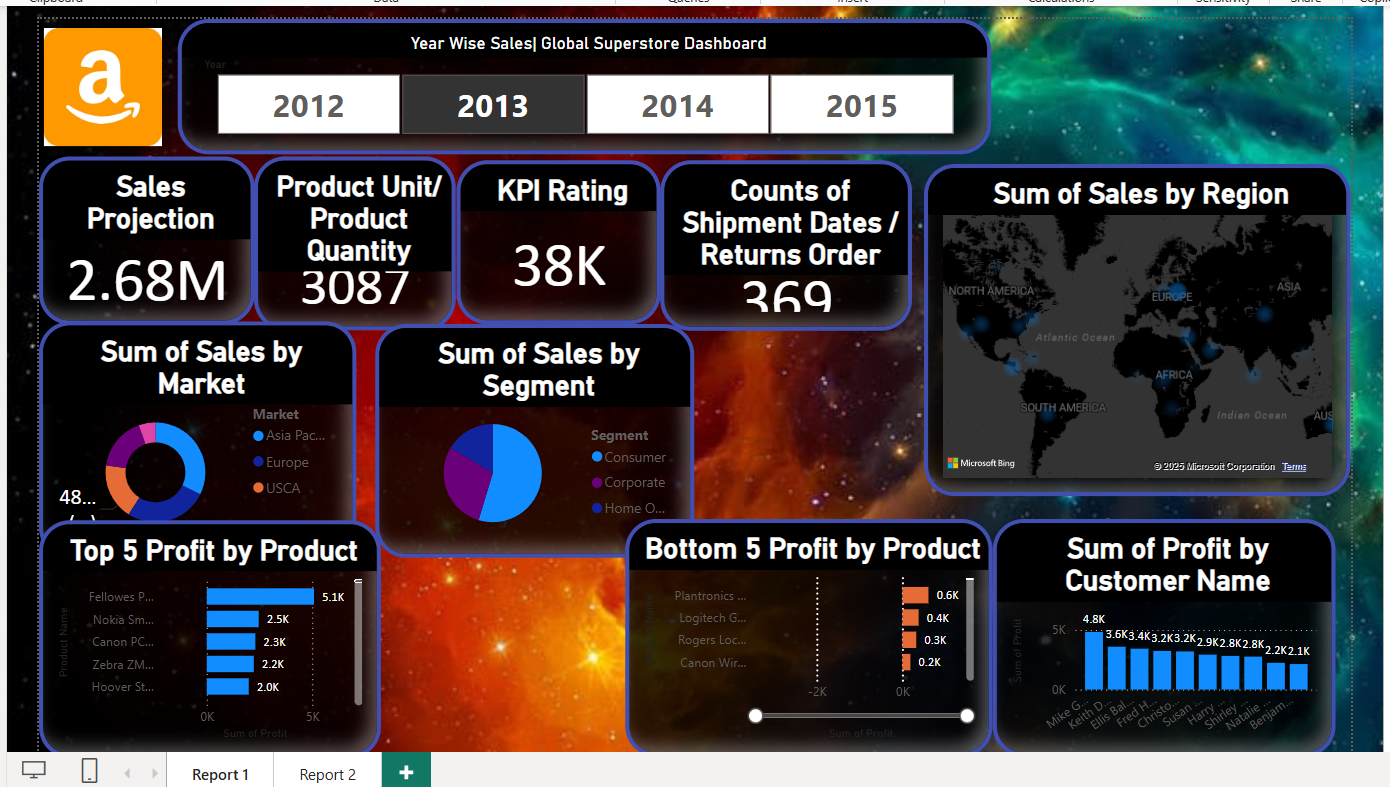 Clipboard
Data
Queries
Insert
Calculations
Sensitivity
Share
a
Year Wise Sales| Global Superstore Dashboard
Year
2012
2013
2014
2015
Sales
Projection
2.68M
Product Unit/
Product
Quantity
3087
KPI Rating
38K
Counts of
Shipment Dates /
Returns Order
369
Sum of Sales by Region
NORTH AMERICA
EUROPE
ASIA
Atlantic Ocean
AFRICA
SOUTH AMERICA
Indian Ocean
AUS
Microsoft Bing
© 2025 Microsoft Corporation Terms
Sum of Sales by
Market
Market
Asia Pac...
Europe
USCA
48...
Sum of Sales by
Segment
Segment
Consumer
Corporate
Home O...
Top 5 Profit by Product
Product Name
Fellowes P... 5.1K
Nokia Sm... 2.5K
Canon PC... 2.3K
Zebra ZM... 2.2K
Hoover St... 2.0K
0K 5K
Sum of Profit
Bottom 5 Profit by Product
Plantronics ... 0.6K
Logitech G... 0.4K
Rogers Loc... 0.3K
Canon Wir... 0.2K
-2K 0K
Sum of Profit
Sum of Profit by
Customer Name
Sum of Profit
5K
0K
4.8K 3.6K 3.4K 3.2K 3.2K 2.9K 2.8K 2.8K 2.2K 2.1K
Mike G... Keith D... Ellis Bal... Fred H... Christo... Susan ... Harry ... Shirley ... Natalie ... Benjam...
Report 1
Report 2
+